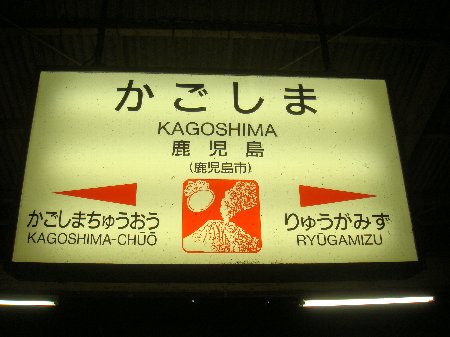 かごしま
KAGOSHIMA
鹿児島
(鹿児島市)
かごしまちゅうおう
KAGOSHIMA-CHŪŌ
りゅうがみず
RYŪGAMIZU